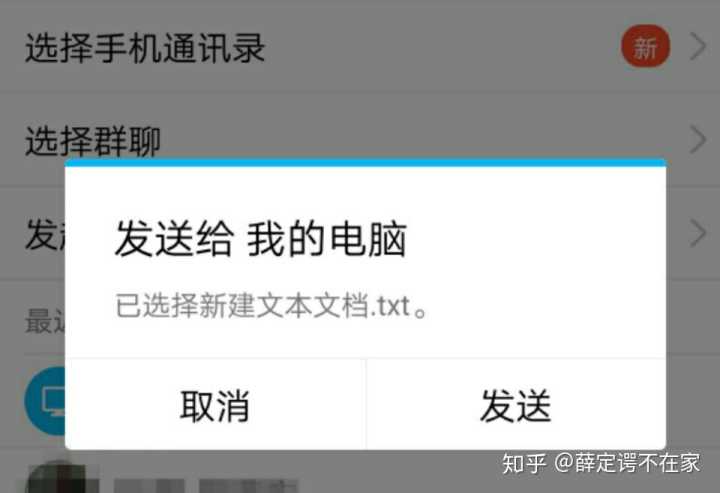 选择手机通讯录
新
选择群聊
发
发送给 我的电脑
已选择新建文本文档.txt。
最近
取消
发送
知乎 @薛定谔不在家